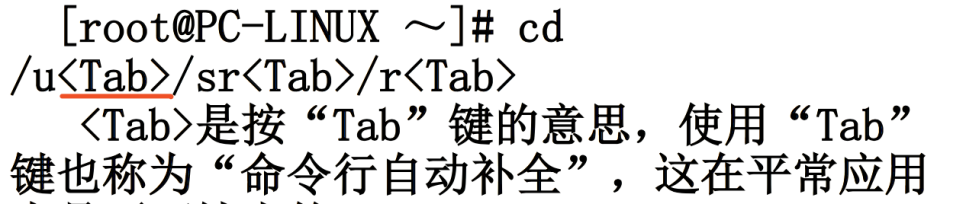 [root@PC-LINUX ～]# cd
/u<Tab>/sr<Tab>/r<Tab>
<Tab>是按“Tab”键的意思，使用“Tab”
键也称为“命令行自动补全”，这在平常应用